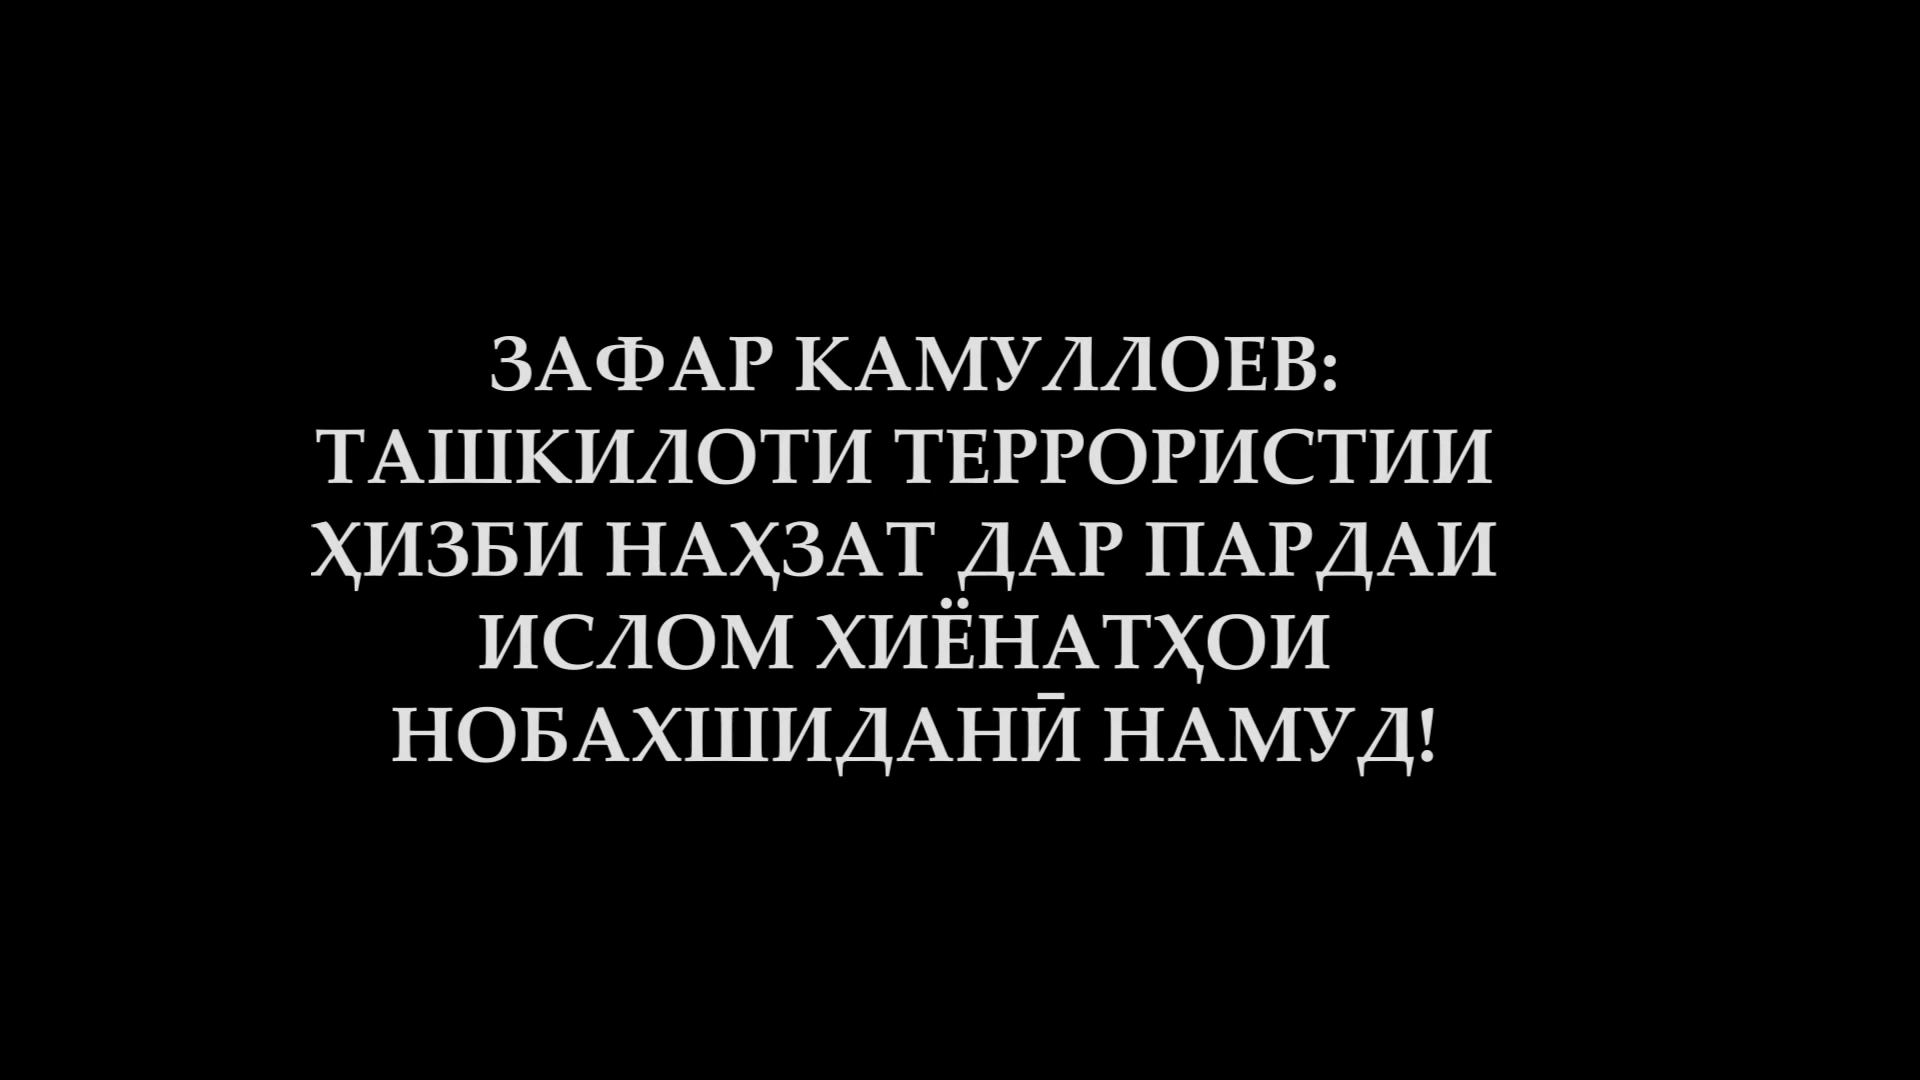 ЗАФАР КАМУЛЛОЕВ:
ТАШКИЛОТИ ТЕРРОРИСТИИ
ҲИЗБИ НАҲЗАТ ДАР ПАРДАИ
ИСЛОМ ХИЁНАТҲОИ
НОБАХШИДАНӢ НАМУД!